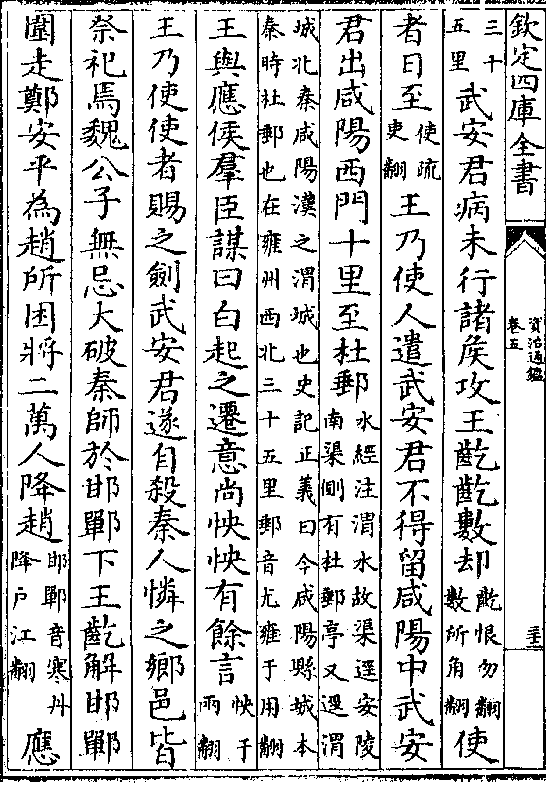 欽定四庫全書
資治通鑑
卷五
三十
五里武安君病未行諸侯攻王齕齕數却齕恨勿翻
數所角翻使
者日至使疏
吏翻王乃使人遣武安君不得留咸陽中武安
君出咸陽西門十里至杜郵水經注渭水故渠逕安陵
南渠側有杜郵亭又逕渭
城北秦咸陽漢之渭城也史記正義曰今咸陽縣城本
秦時杜郵也在雍州西北三十五里郵音尤雍于用翻
王與應侯羣臣謀曰白起之遷意尚怏怏有餘言怏于
兩翻
王乃使使者賜之劒武安君遂自殺秦人憐之鄉邑皆
祭祀焉魏公子無忌大破秦師於邯鄲下王齕解邯鄲
圍走鄭安平為趙所困將二萬人降趙邯鄲音寒丹
降戶江翻應